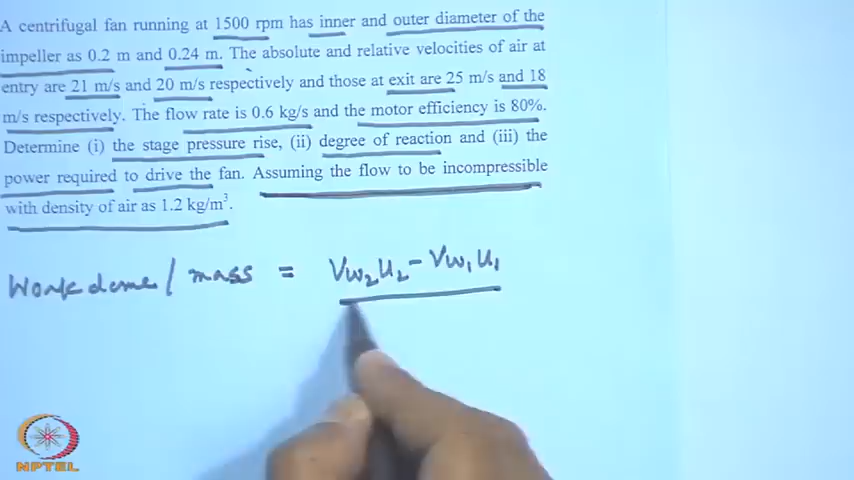 A centrifugal fan running at 1500 rpm has inner and outer diameter of the
impeller as 0.2 m and 0.24 m. The absolute and relative velocities of air at
entry are 21 m/s and 20 m/s respectively and those at exit are 25 m/s and 18
m/s respectively. The flow rate is 0.6 kg/s and the motor efficiency is 80%.
Determine (i) the stage pressure rise, (ii) degree of reaction and (iii) the
power required to drive the fan. Assuming the flow to be incompressible
with density of air as 1.2 kg/m³.
Work done / mass = Vw₂u₂ - Vw₁u₁
NPTEL